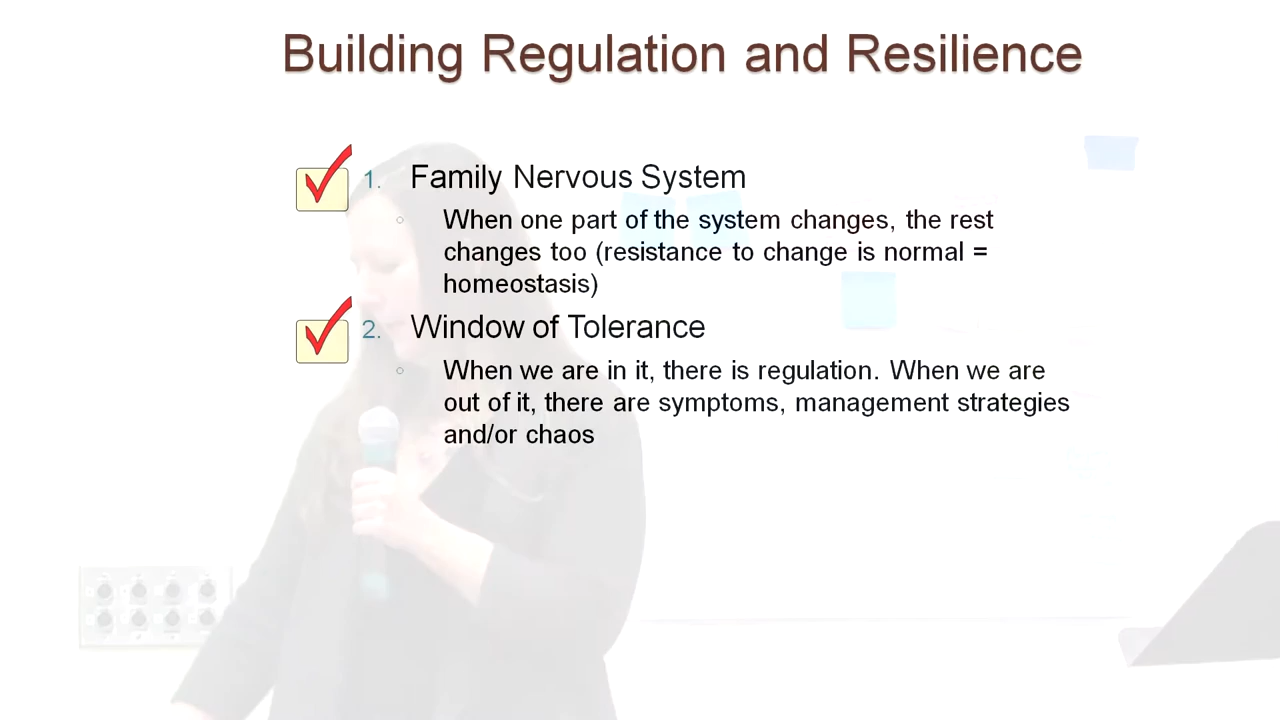 Building Regulation and Resilience
1. Family Nervous System
When one part of the system changes, the rest
changes too (resistance to change is normal =
homeostasis)
2. Window of Tolerance
When we are in it, there is regulation. When we are
out of it, there are symptoms, management strategies
and/or chaos